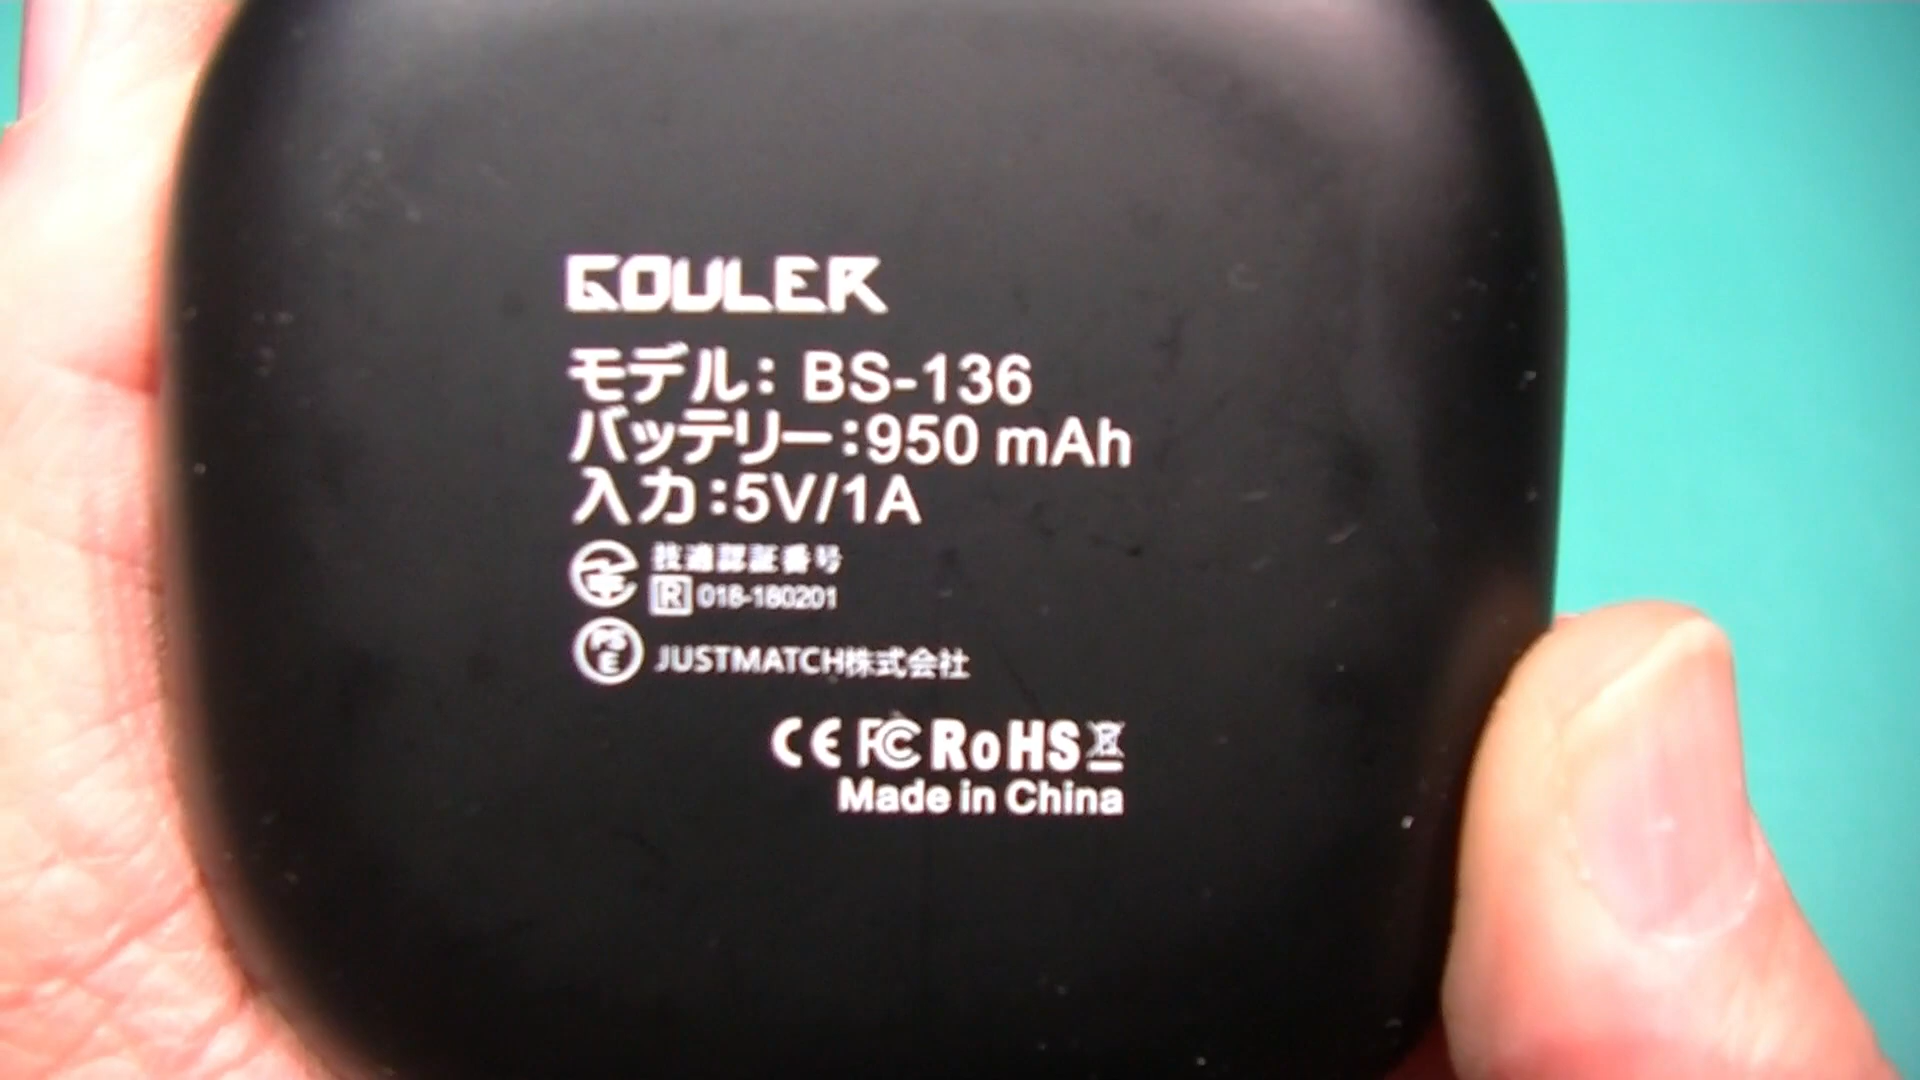 GOULER
モデル: BS-136
バッテリー:950 mAh
入力:5V/1A
技適認証番号
R 018-180201
PS
E
JUSTMATCH株式会社
CE FC RoHS
Made in China